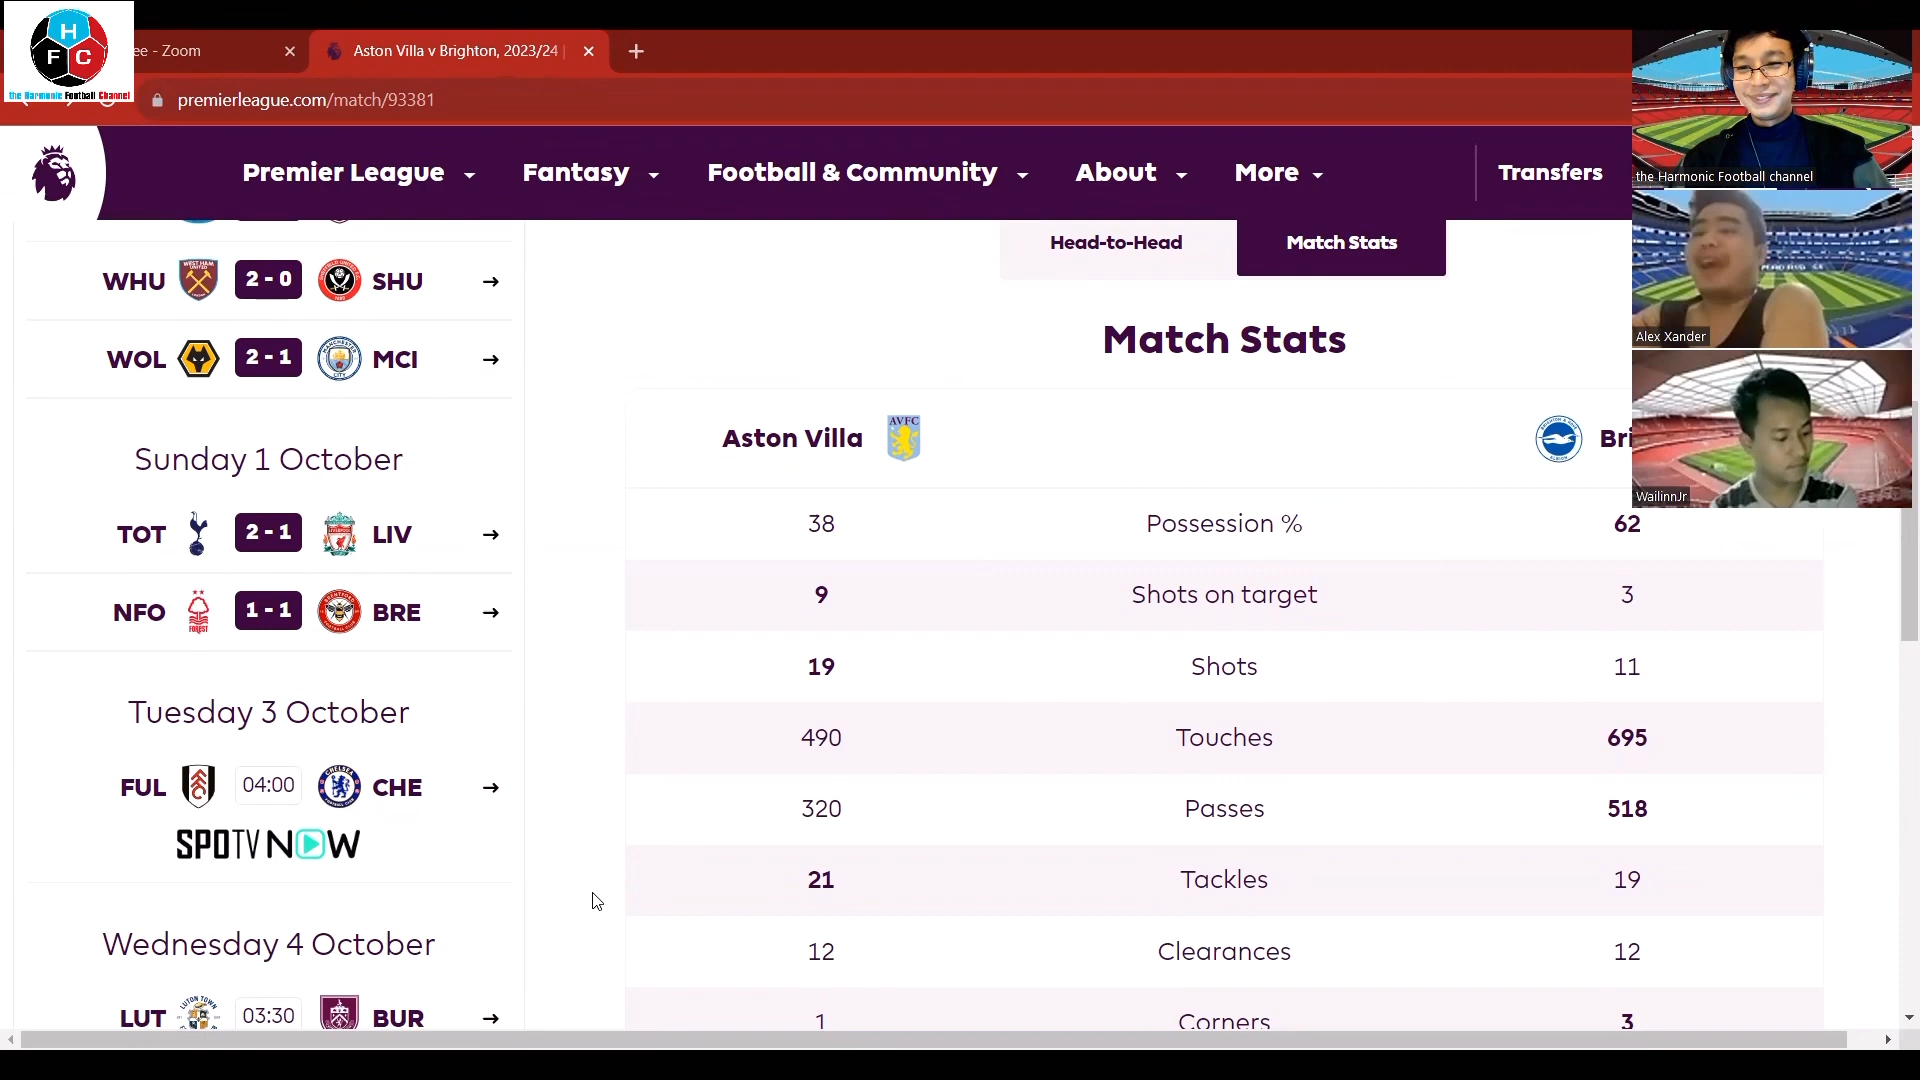 H
F C
the Harmonic Football Channel
ee - Zoom
Aston Villa v Brighton, 2023/24 |
premierleague.com/match/93381
Premier League
Fantasy
Football & Community
About
More
Transfers
the Harmonic Football channel
Alex Xander
WailinnJr
WHU 2 - 0 SHU
WOL 2 - 1 MCI
Sunday 1 October
TOT 2 - 1 LIV
NFO 1 - 1 BRE
Tuesday 3 October
FUL 04:00 CHE
SPOTV NOW
Wednesday 4 October
LUT 03:30 BUR
Head-to-Head
Match Stats
Match Stats
Aston Villa AVFC Bri
38 Possession % 62
9 Shots on target 3
19 Shots 11
490 Touches 695
320 Passes 518
21 Tackles 19
12 Clearances 12
1 Corners 3